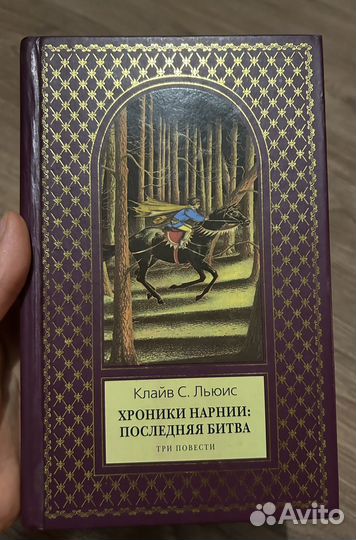 Клайв С. Льюис
ХРОНИКИ НАРНИИ:
ПОСЛЕДНЯЯ БИТВА
ТРИ ПОВЕСТИ
Avito